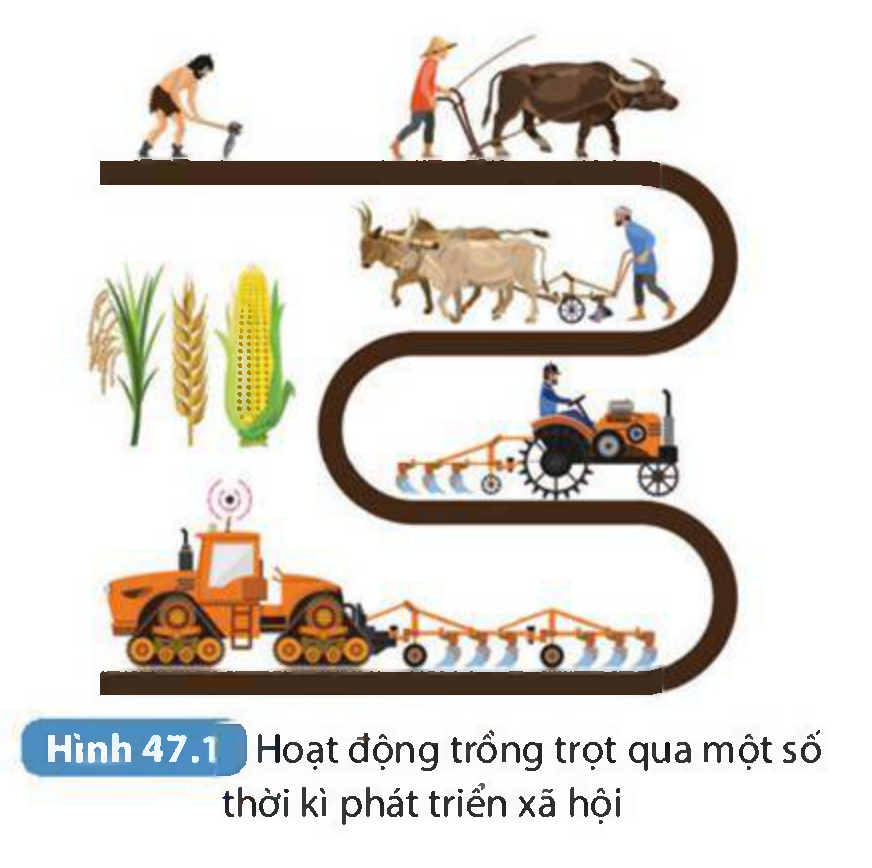 Hình 47.1 Hoạt động trồng trọt qua một số
thời kì phát triển xã hội